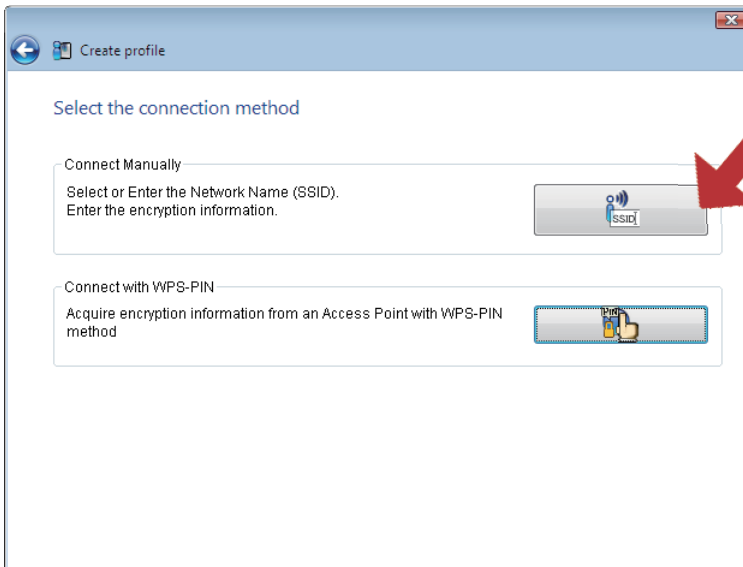 Create profile
Select the connection method
Connect Manually
Select or Enter the Network Name (SSID).
Enter the encryption information.
SSID
Connect with WPS-PIN
Acquire encryption information from an Access Point with WPS-PIN
method
PIN